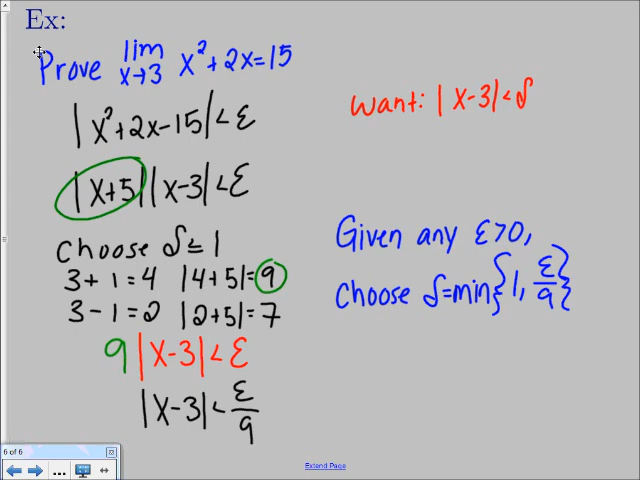 Ex:
Prove lim x→3 x²+2x=15
|x²+2x-15|<ε
|x+5||x-3|<ε
choose δ≤1
3+1=4 |4+5|=9
3-1=2 |2+5|=7
9|x-3|<ε
|x-3|<ε/9
Want: |x-3|<δ
Given any ε>0,
choose δ=min{1, ε/9}
6 of 6
...
Extend Page